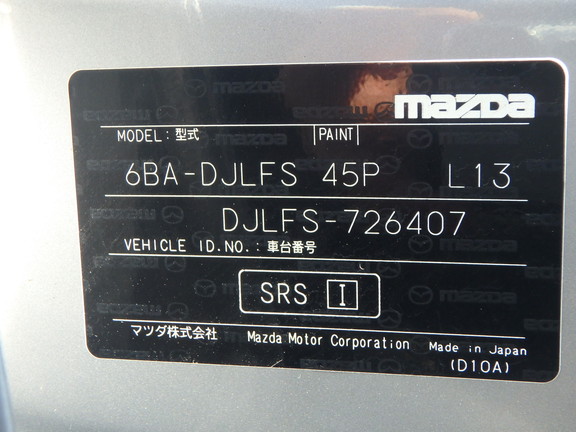 mazda
MODEL: 型式 PAINT
6BA-DJLFS 45P L13
DJLFS-726407
VEHICLE ID.NO.: 車台番号
SRS I
マツダ株式会社 Mazda Motor Corporation Made in Japan
(D10A)